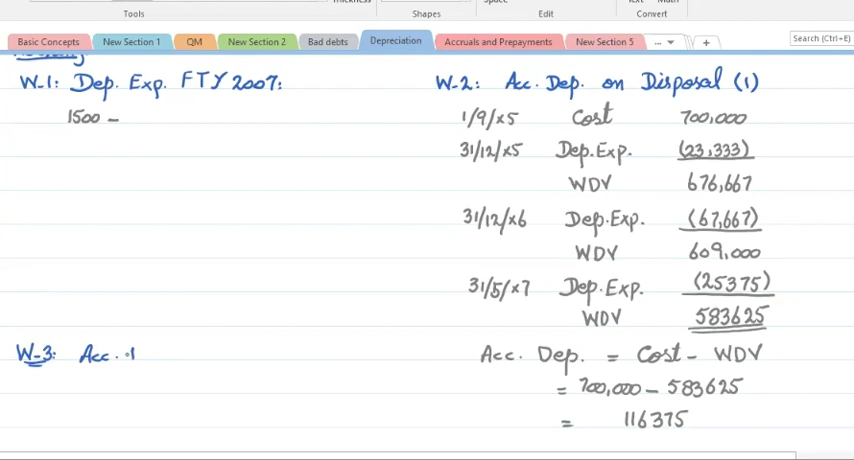 Thickness
Space
Text Math
Tools Shapes Edit Convert
Basic Concepts New Section 1 QM New Section 2 Bad debts Depreciation Accruals and Prepayments New Section 5 ... + Search (Ctrl+E)
W-1: Dep. Exp. FTY 2007:
1500 -
W-2: Acc. Dep. on Disposal (1)
1/9/x5 Cost 700,000
31/12/x5 Dep.Exp. (23,333)
WDV 676,667
31/12/x6 Dep.Exp. (67,667)
WDV 609,000
31/5/x7 Dep.Exp. (25375)
WDV 583625
Acc. Dep. = Cost - WDV
= 700,000 - 583625
= 116375
W-3: Acc.